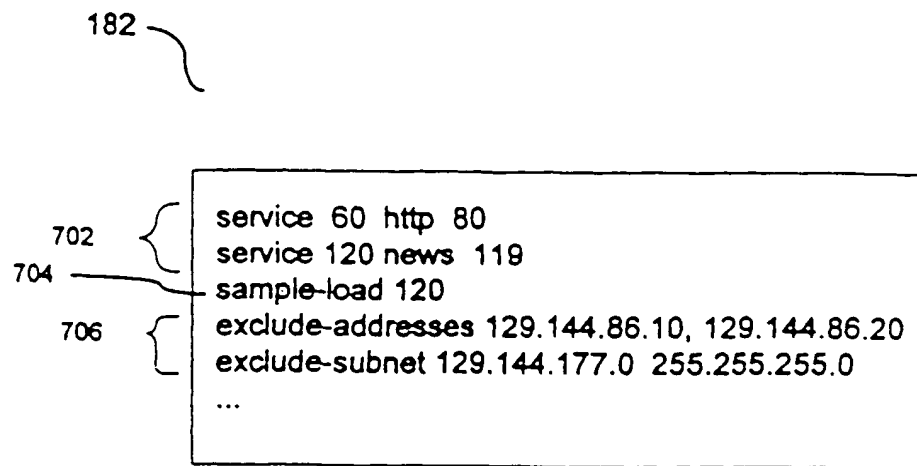 182
702
service 60 http 80
service 120 news 119
704
sample-load 120
706
exclude-addresses 129.144.86.10, 129.144.86.20
exclude-subnet 129.144.177.0 255.255.255.0
...